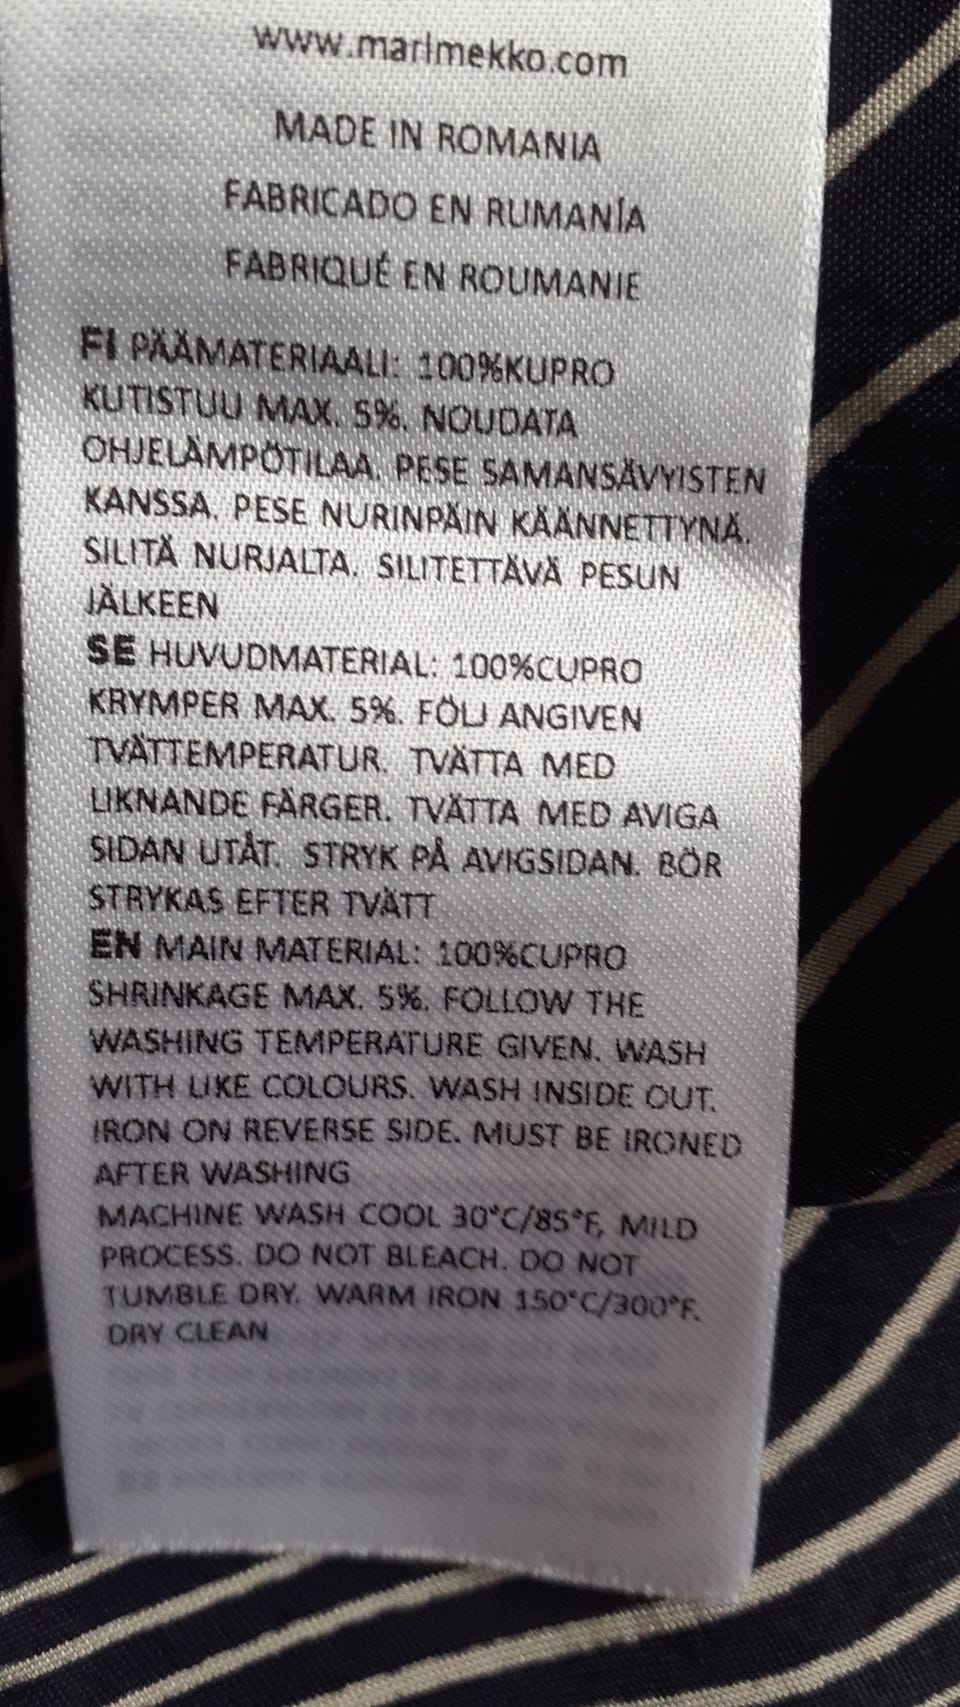 www.marimekko.com
MADE IN ROMANIA
FABRICADO EN RUMANÍA
FABRIQUÉ EN ROUMANIE
FI PÄÄMATERIAALI: 100%KUPRO
KUTISTUU MAX. 5%. NOUDATA
OHJELÄMPÖTILAA. PESE SAMANSÄVYISTEN
KANSSA. PESE NURINPÄIN KÄÄNNETTYNÄ.
SILITÄ NURJALTA. SILITETTÄVÄ PESUN
JÄLKEEN
SE HUVUDMATERIAL: 100%CUPRO
KRYMPER MAX. 5%. FÖLJ ANGIVEN
TVÄTTEMPERATUR. TVÄTTA MED
LIKNANDE FÄRGER. TVÄTTA MED AVIGA
SIDAN UTÅT. STRYK PÅ AVIGSIDAN. BÖR
STRYKAS EFTER TVÄTT
EN MAIN MATERIAL: 100%CUPRO
SHRINKAGE MAX. 5%. FOLLOW THE
WASHING TEMPERATURE GIVEN. WASH
WITH LIKE COLOURS. WASH INSIDE OUT.
IRON ON REVERSE SIDE. MUST BE IRONED
AFTER WASHING
MACHINE WASH COOL 30°C/85°F, MILD
PROCESS. DO NOT BLEACH. DO NOT
TUMBLE DRY. WARM IRON 150°C/300°F.
DRY CLEAN